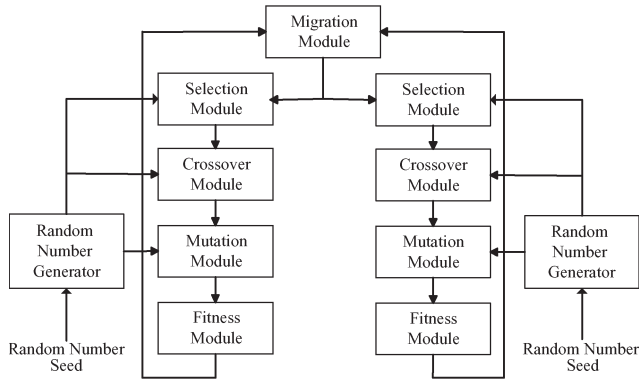 Migration
Module
Selection
Module
Selection
Module
Crossover
Module
Crossover
Module
Random
Number
Generator
Mutation
Module
Mutation
Module
Random
Number
Generator
Fitness
Module
Fitness
Module
Random Number
Seed
Random Number
Seed